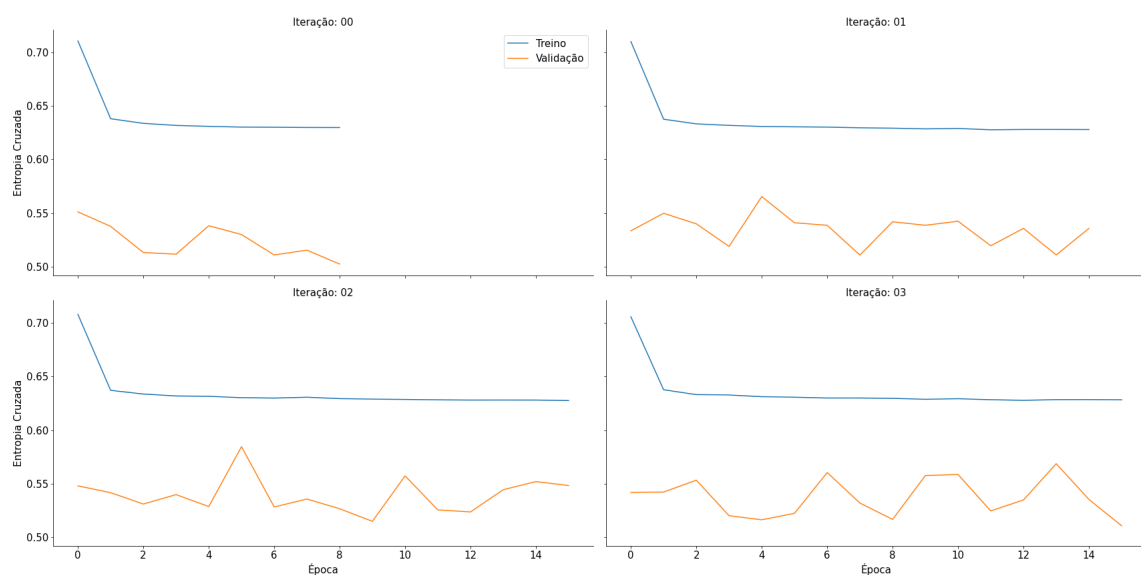 Iteração: 00
Iteração: 01
Treino
Validação
0.70
0.65
0.60
0.55
0.50
Entropia Cruzada
Iteração: 02
Iteração: 03
0.70
0.65
0.60
0.55
0.50
Entropia Cruzada
0 2 4 6 8 10 12 14
0 2 4 6 8 10 12 14
Época
Época